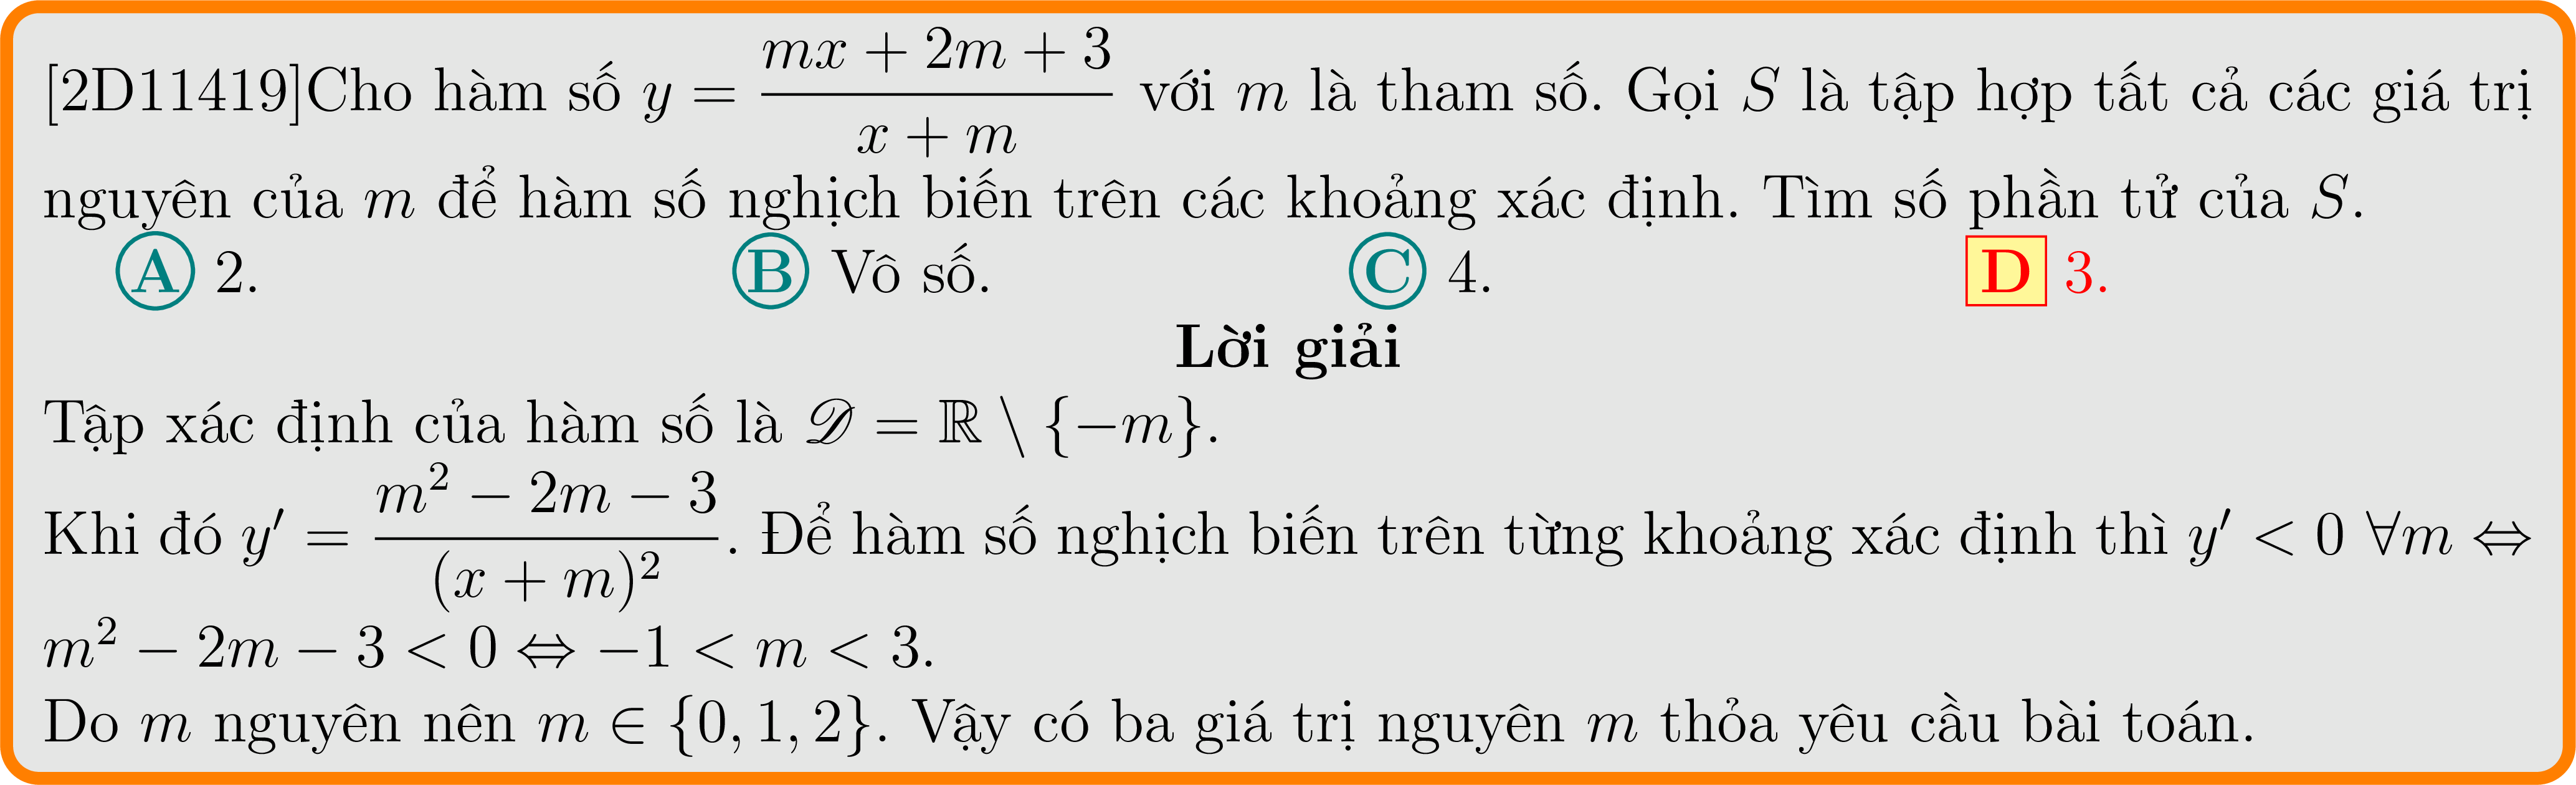 [2D11419]Cho hàm số $y = \dfrac{mx + 2m + 3}{x + m}$ với $m$ là tham số. Gọi $S$ là tập hợp tất cả các giá trị
nguyên của $m$ để hàm số nghịch biến trên các khoảng xác định. Tìm số phần tử của $S$.
A 2. B Vô số. C 4. D 3.
Lời giải
Tập xác định của hàm số là $\mathscr{D} = \mathbb{R} \setminus \{-m\}$.
Khi đó $y' = \dfrac{m^2 - 2m - 3}{(x + m)^2}$. Để hàm số nghịch biến trên từng khoảng xác định thì $y' < 0\ \forall m \Leftrightarrow$
$m^2 - 2m - 3 < 0 \Leftrightarrow -1 < m < 3$.
Do $m$ nguyên nên $m \in \{0, 1, 2\}$. Vậy có ba giá trị nguyên $m$ thỏa yêu cầu bài toán.